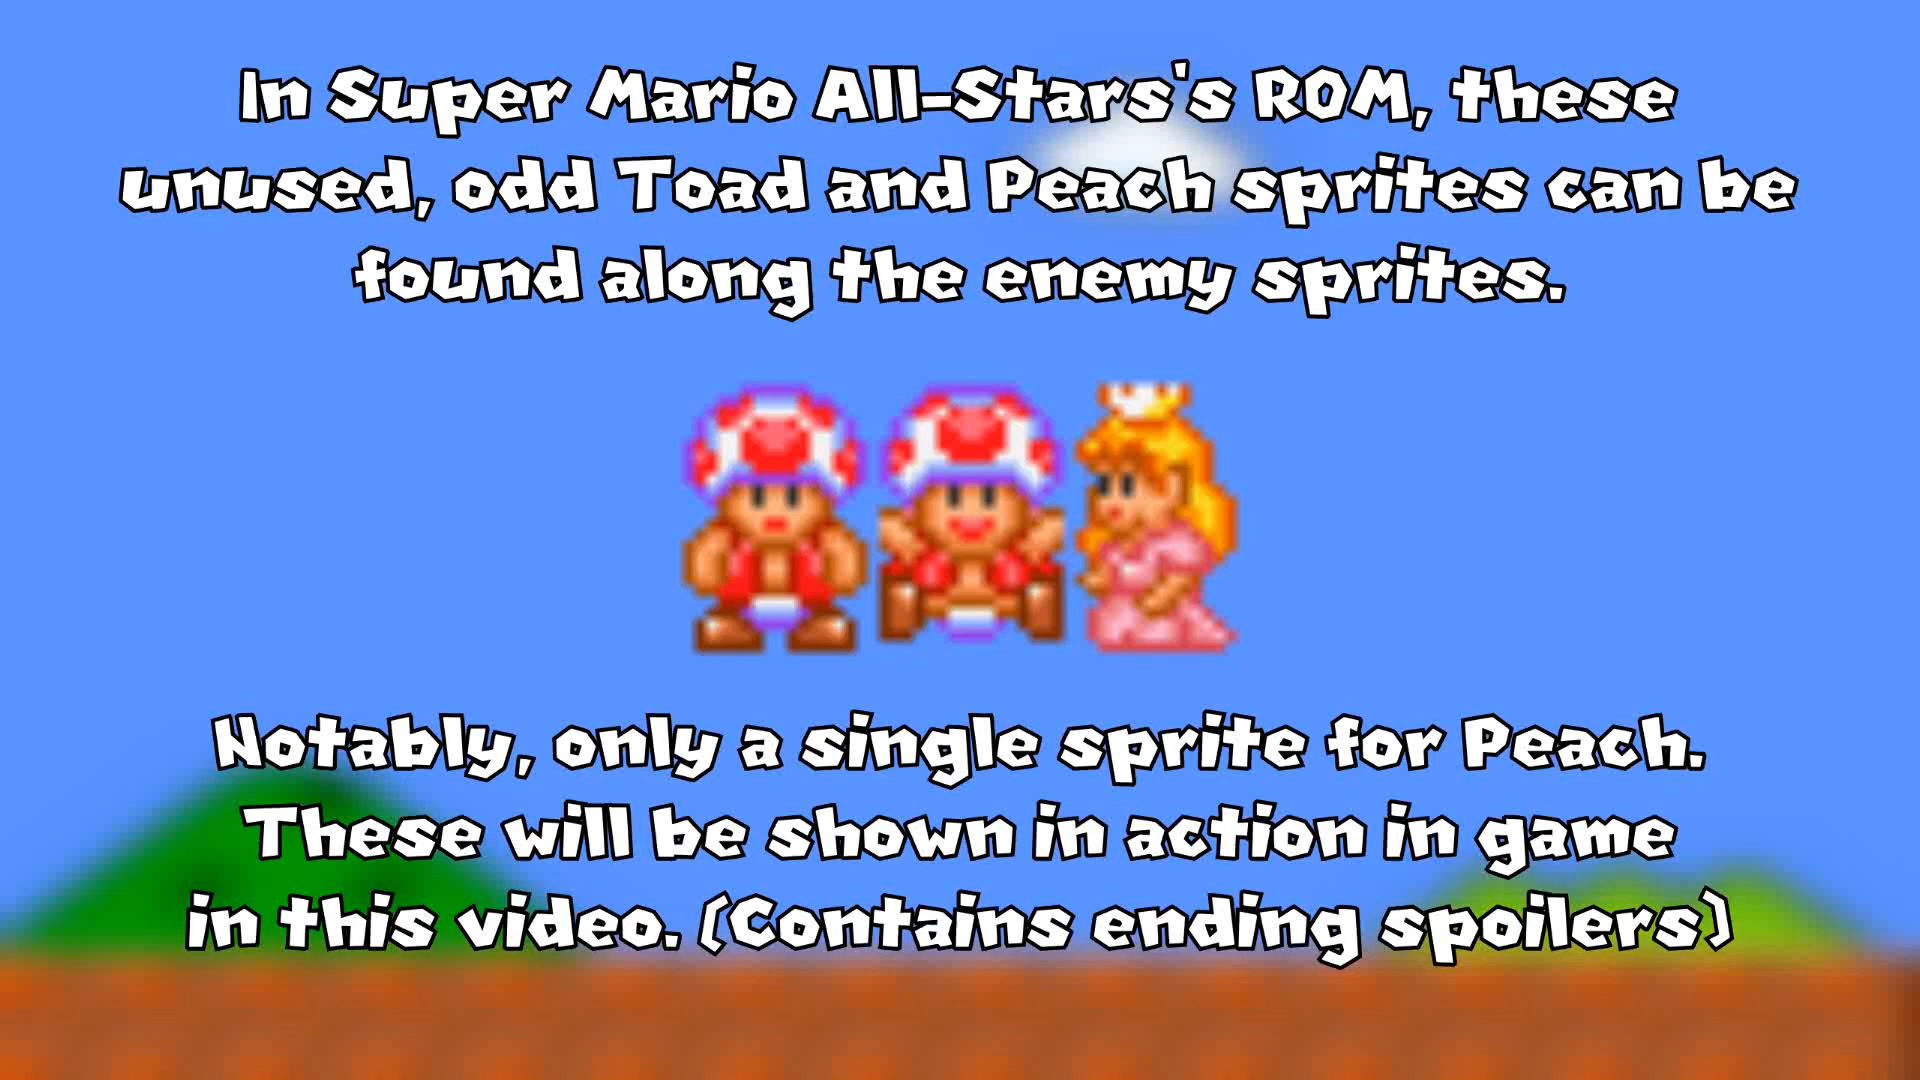 In Super Mario All-Stars's ROM, these
unused, odd Toad and Peach sprites can be
found along the enemy sprites.
Notably, only a single sprite for Peach.
These will be shown in action in game
in this video. (Contains ending spoilers)